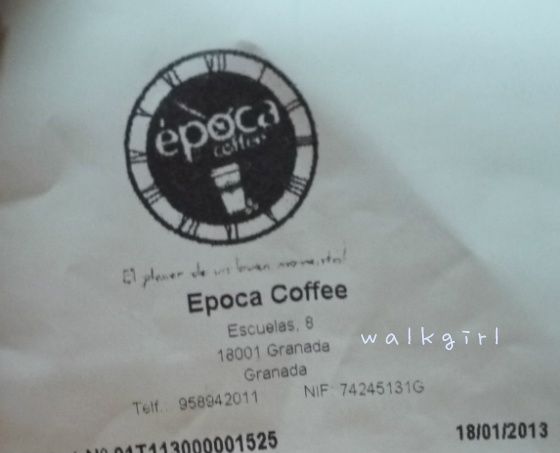 época
coffee
El placer de un buen momento!
Epoca Coffee
Escuelas, 8
18001 Granada
Granada
Telf.: 958942011 NIF: 74245131G
Nº 01T113000001525 18/01/2013
walkgirl